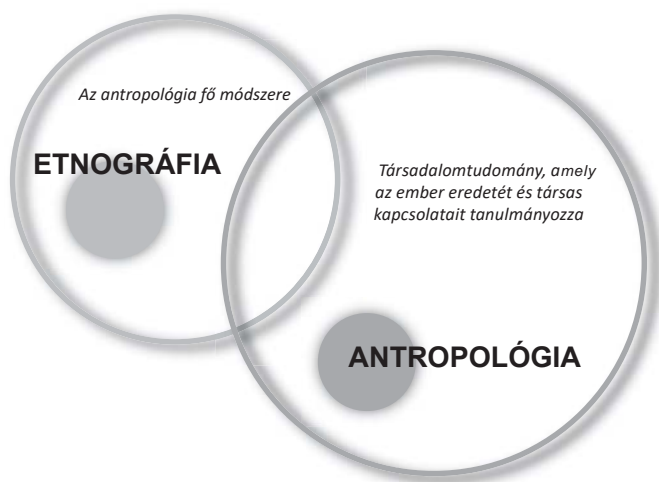 Az antropológia fő módszere
ETNOGRÁFIA
Társadalomtudomány, amely
az ember eredetét és társas
kapcsolatait tanulmányozza
ANTROPOLÓGIA